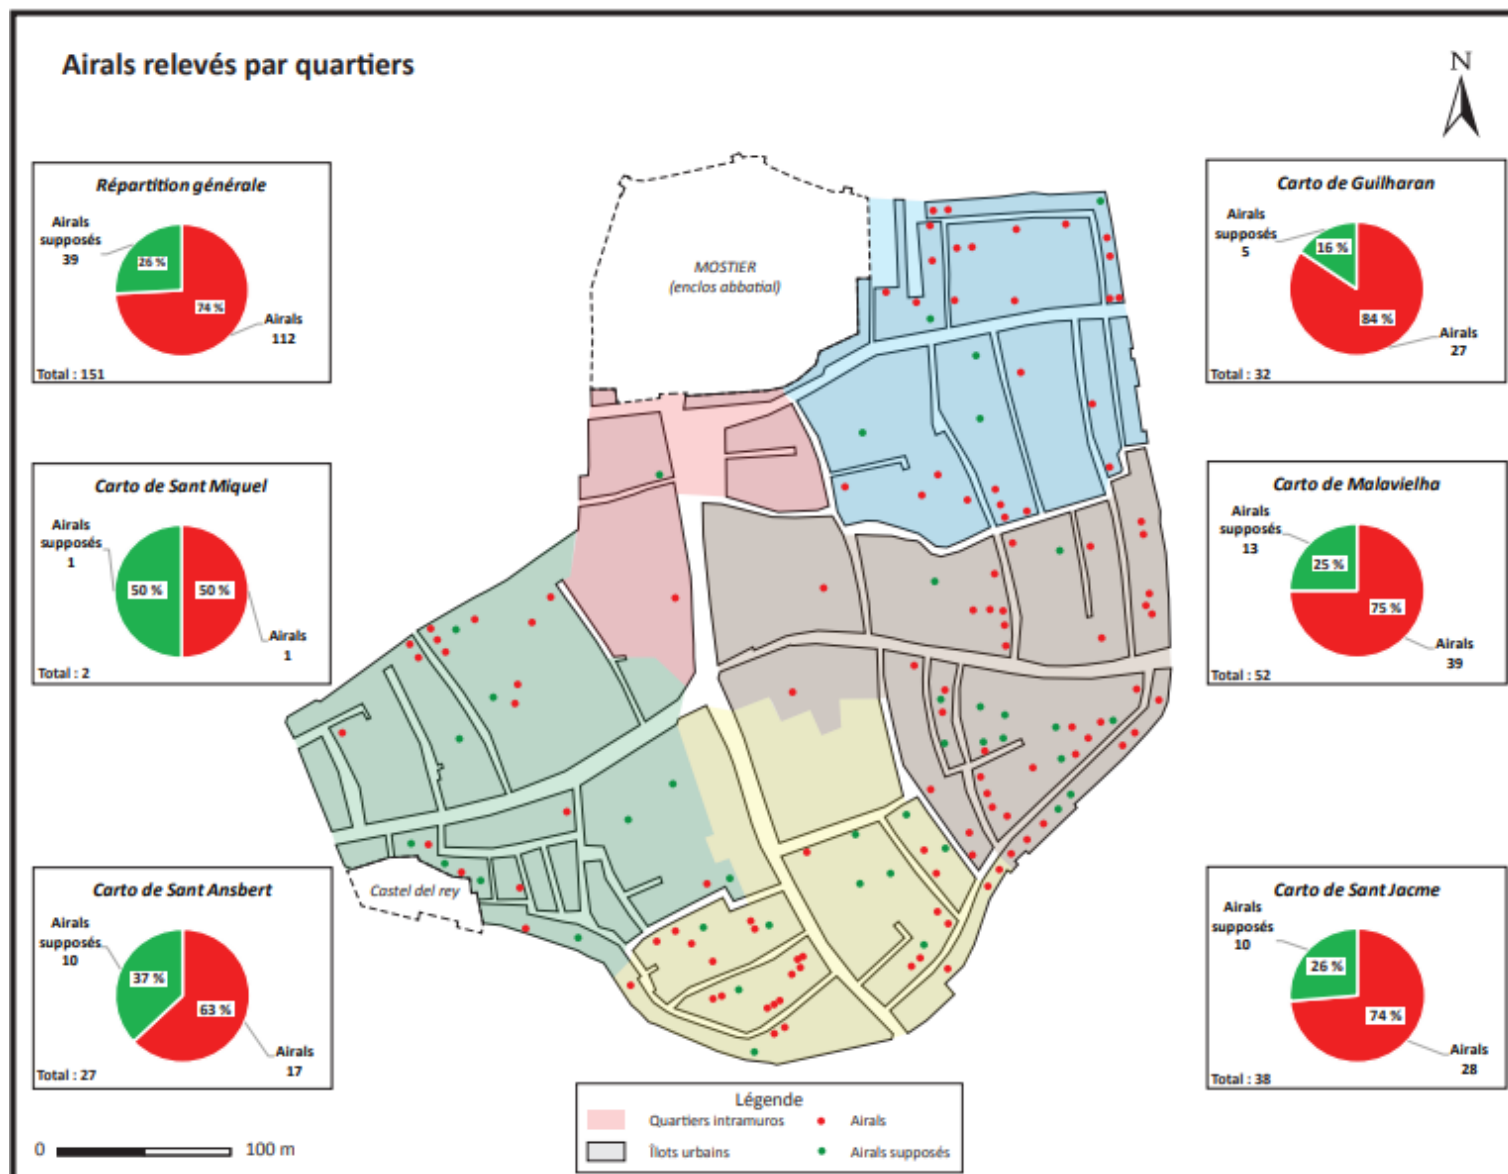 Airals relevés par quartiers
N
Répartition générale
Airals
supposés
39
26 %
74 %
Airals
112
Total : 151
Carto de Sant Miquel
Airals
supposés
1
50 %
50 %
Airals
1
Total : 2
Carto de Sant Ansbert
Airals
supposés
10
37 %
63 %
Airals
17
Total : 27
MOSTIER
(enclos abbatial)
Castel del rey
Carto de Guilharan
Airals
supposés
5
16 %
84 %
Airals
27
Total : 32
Carto de Malavielha
Airals
supposés
13
25 %
75 %
Airals
39
Total : 52
Carto de Sant Jacme
Airals
supposés
10
26 %
74 %
Airals
28
Total : 38
Légende
Quartiers intramuros
Airals
Îlots urbains
Airals supposés
0
100 m